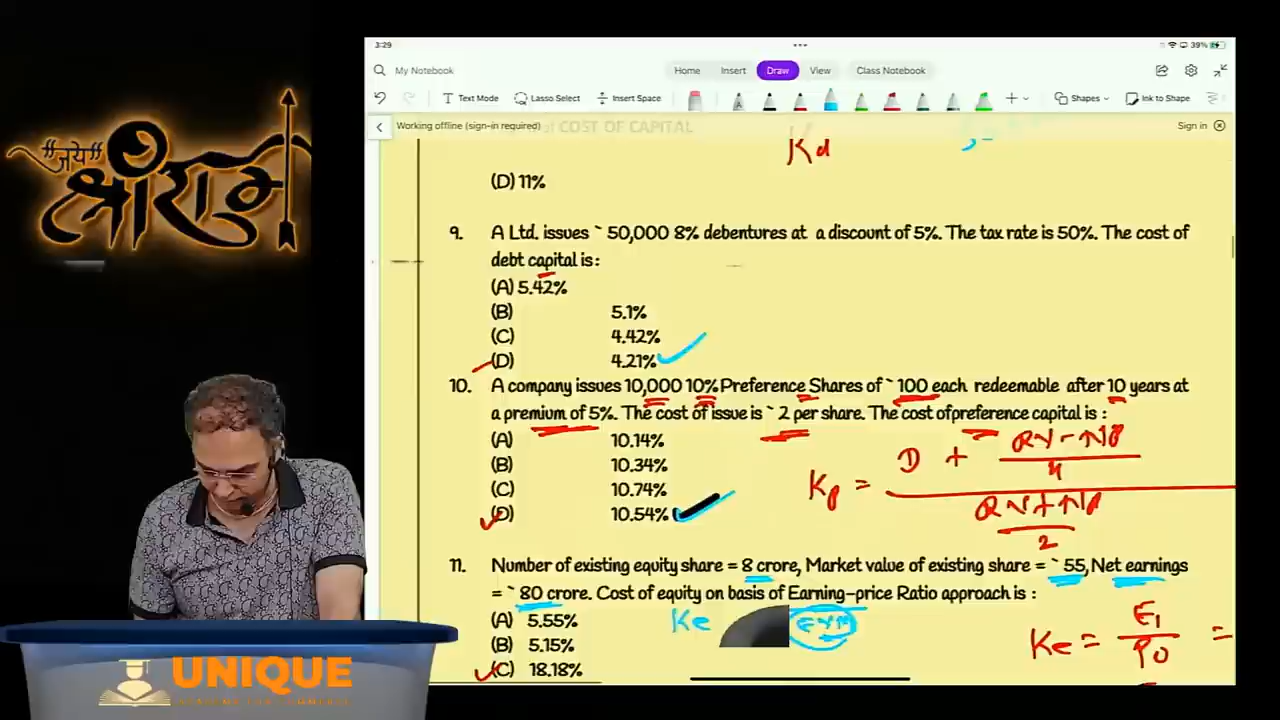 3:29
39%
My Notebook
Home Insert Draw View Class Notebook
Text Mode Lasso Select Insert Space Shapes Ink to Shape
Working offline (sign-in required) COST OF CAPITAL Sign in
Kd
(D) 11%
॥जय॥
श्रीराम
9. A Ltd. issues ` 50,000 8% debentures at a discount of 5%. The tax rate is 50%. The cost of
debt capital is :
(A) 5.42%
(B) 5.1%
(C) 4.42%
(D) 4.21%
10. A company issues 10,000 10% Preference Shares of ` 100 each redeemable after 10 years at
a premium of 5%. The cost of issue is ` 2 per share. The cost of preference capital is :
(A) 10.14%
(B) 10.34%
(C) 10.74%
(D) 10.54%
Kp = D + RV - NP
n
RV + NP
2
11. Number of existing equity share = 8 crore, Market value of existing share = ` 55, Net earnings
= ` 80 crore. Cost of equity on basis of Earning-price Ratio approach is :
(A) 5.55%
(B) 5.15%
(C) 18.18%
Ke EYM
Ke = E1 =
P0
UNIQUE
ACADEMY FOR COMMERCE